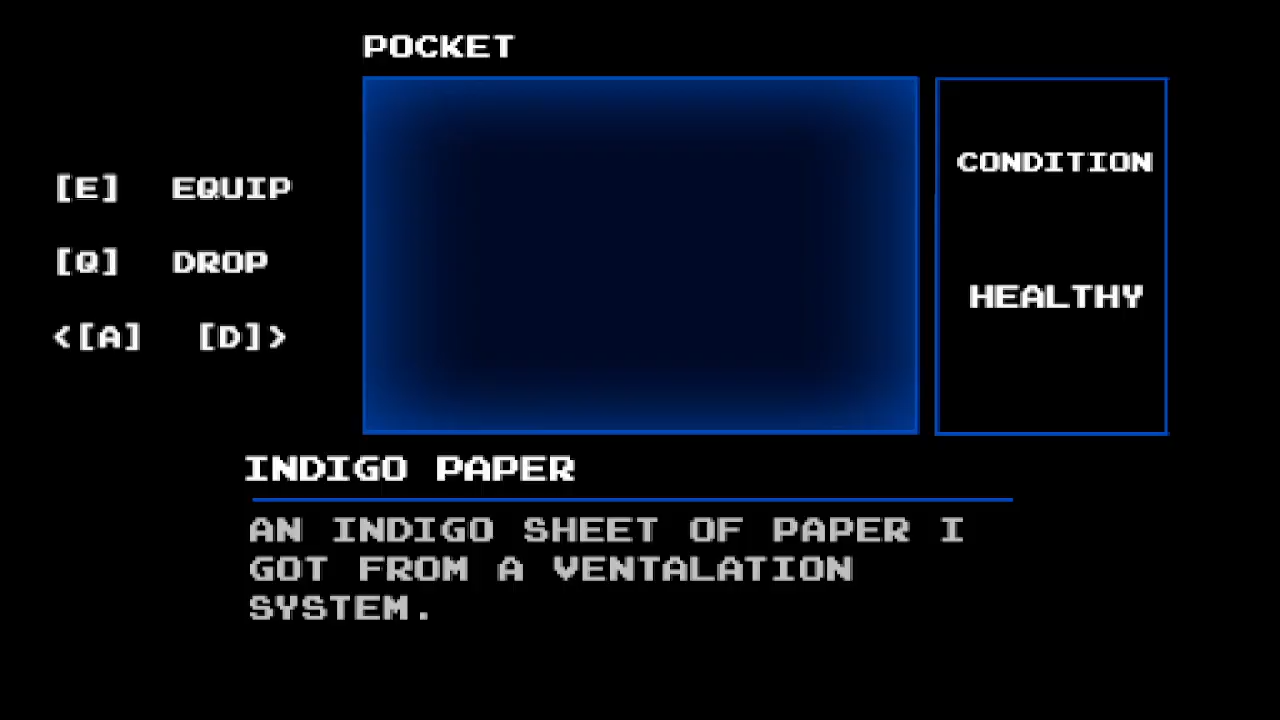 POCKET
CONDITION
[E] EQUIP
[Q] DROP
HEALTHY
<[A] [D]>
INDIGO PAPER
AN INDIGO SHEET OF PAPER I
GOT FROM A VENTALATION
SYSTEM.